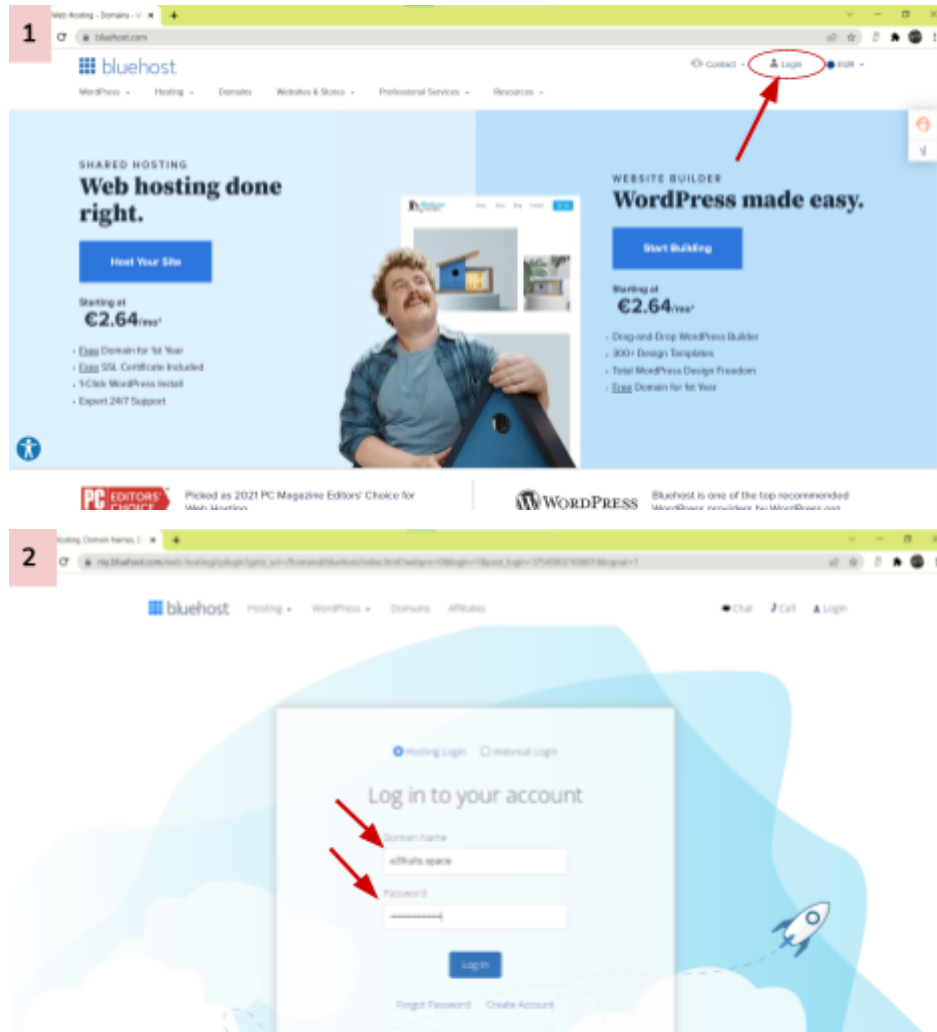 1
Web Hosting - Domains - V
bluehost.com
bluehost
Contact
Login
EUR
WordPress
Hosting
Domains
Websites & Stores
Professional Services
Resources
SHARED HOSTING
Web hosting done
right.
Host Your Site
Starting at
€2.64/mo*
• Free Domain for 1st Year
• Free SSL Certificate Included
• 1-Click WordPress Install
• Expert 24/7 Support
WEBSITE BUILDER
WordPress made easy.
Start Building
Starting at
€2.64/mo*
• Drag-and-Drop WordPress Builder
• 300+ Design Templates
• Total WordPress Design Freedom
• Free Domain for 1st Year
PC EDITORS' CHOICE
Picked as 2021 PC Magazine Editors' Choice for
Web Hosting
WORDPRESS
Bluehost is one of the top recommended
WordPress providers by WordPress.org
2
Hosting, Domain Names,
bluehost
Hosting
WordPress
Domains
Affiliates
Chat
Call
Login
Hosting Login
Webmail Login
Log in to your account
Domain Name
Password
Log In
Forgot Password
Create Account